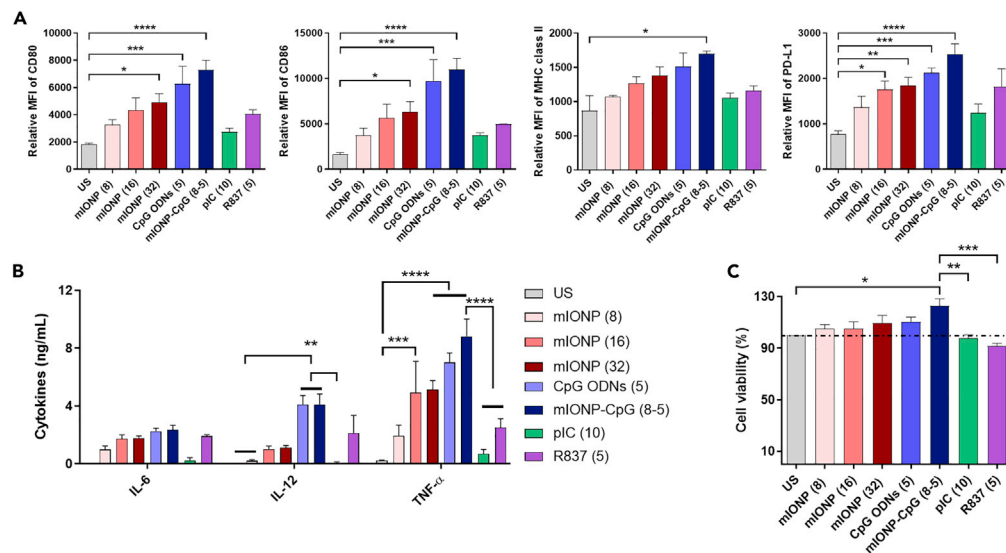 A
Relative MFI of CD80
10000
8000
6000
4000
2000
0
****
***
*
US
mIONP (8)
mIONP (16)
mIONP (32)
CpG ODNs (5)
mIONP-CpG (8-5)
pIC (10)
R837 (5)
Relative MFI of CD86
15000
10000
5000
0
****
***
*
US
mIONP (8)
mIONP (16)
mIONP (32)
CpG ODNs (5)
mIONP-CpG (8-5)
pIC (10)
R837 (5)
Relative MFI of MHC class II
2000
1500
1000
500
0
*
US
mIONP (8)
mIONP (16)
mIONP (32)
CpG ODNs (5)
mIONP-CpG (8-5)
pIC (10)
R837 (5)
Relative MFI of PD-L1
3000
2000
1000
0
****
***
**
*
US
mIONP (8)
mIONP (16)
mIONP (32)
CpG ODNs (5)
mIONP-CpG (8-5)
pIC (10)
R837 (5)
B
Cytokines (ng/mL)
12
8
4
0
**
****
***
****
IL-6
IL-12
TNF-α
US
mIONP (8)
mIONP (16)
mIONP (32)
CpG ODNs (5)
mIONP-CpG (8-5)
pIC (10)
R837 (5)
C
Cell viability (%)
130
90
50
10
*
**
***
US
mIONP (8)
mIONP (16)
mIONP (32)
CpG ODNs (5)
mIONP-CpG (8-5)
pIC (10)
R837 (5)